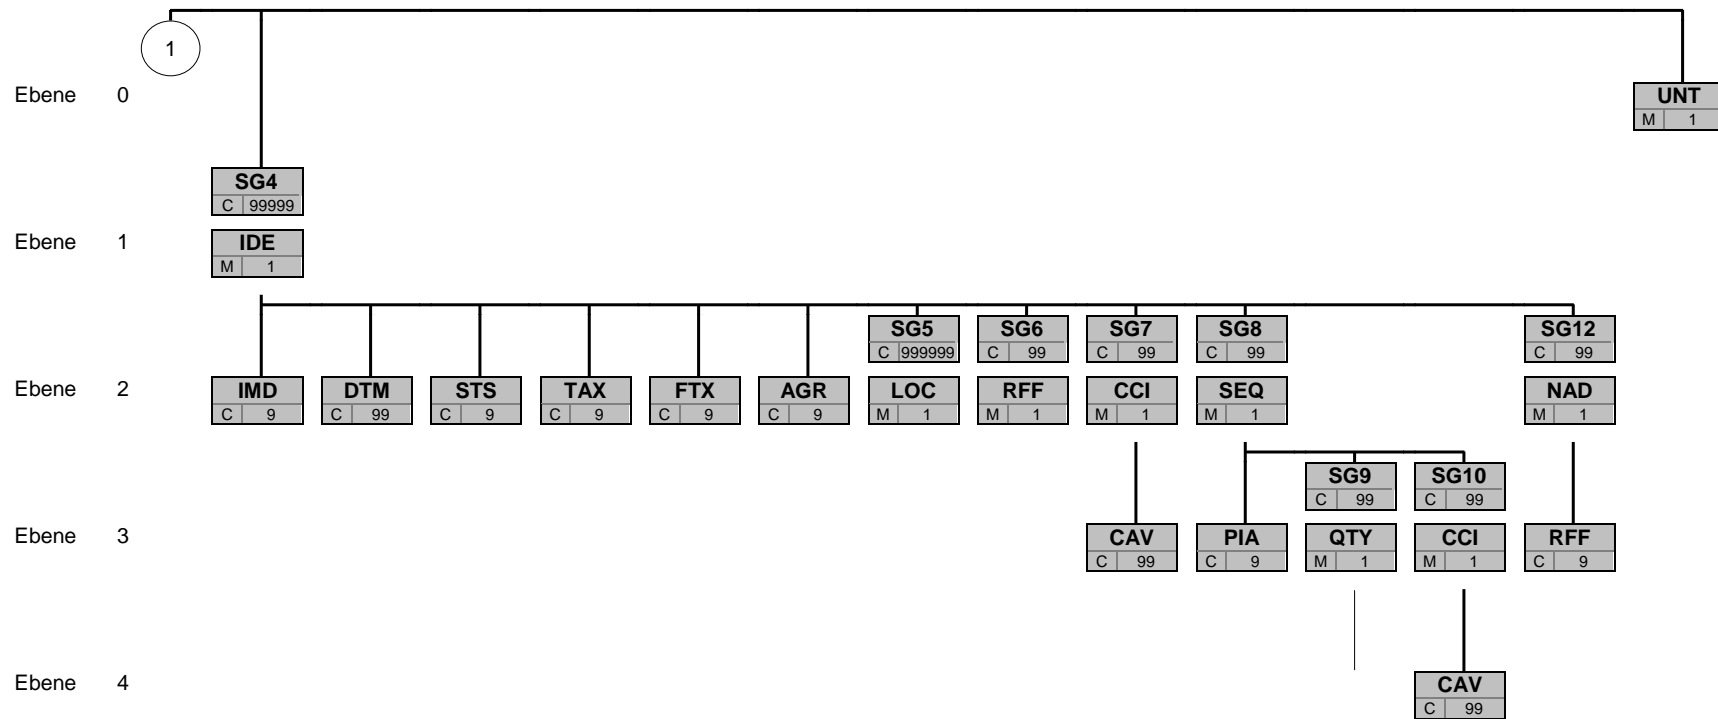 1
Ebene 0
UNT
M 1
SG4
C 99999
Ebene 1
IDE
M 1
SG5 SG6 SG7 SG8 SG12
C 999999 C 99 C 99 C 99 C 99
Ebene 2
IMD DTM STS TAX FTX AGR LOC RFF CCI SEQ NAD
C 9 C 99 C 9 C 9 C 9 C 9 M 1 M 1 M 1 M 1 M 1
SG9 SG10
C 99 C 99
Ebene 3
CAV PIA QTY CCI RFF
C 99 C 9 M 1 M 1 C 9
Ebene 4
CAV
C 99